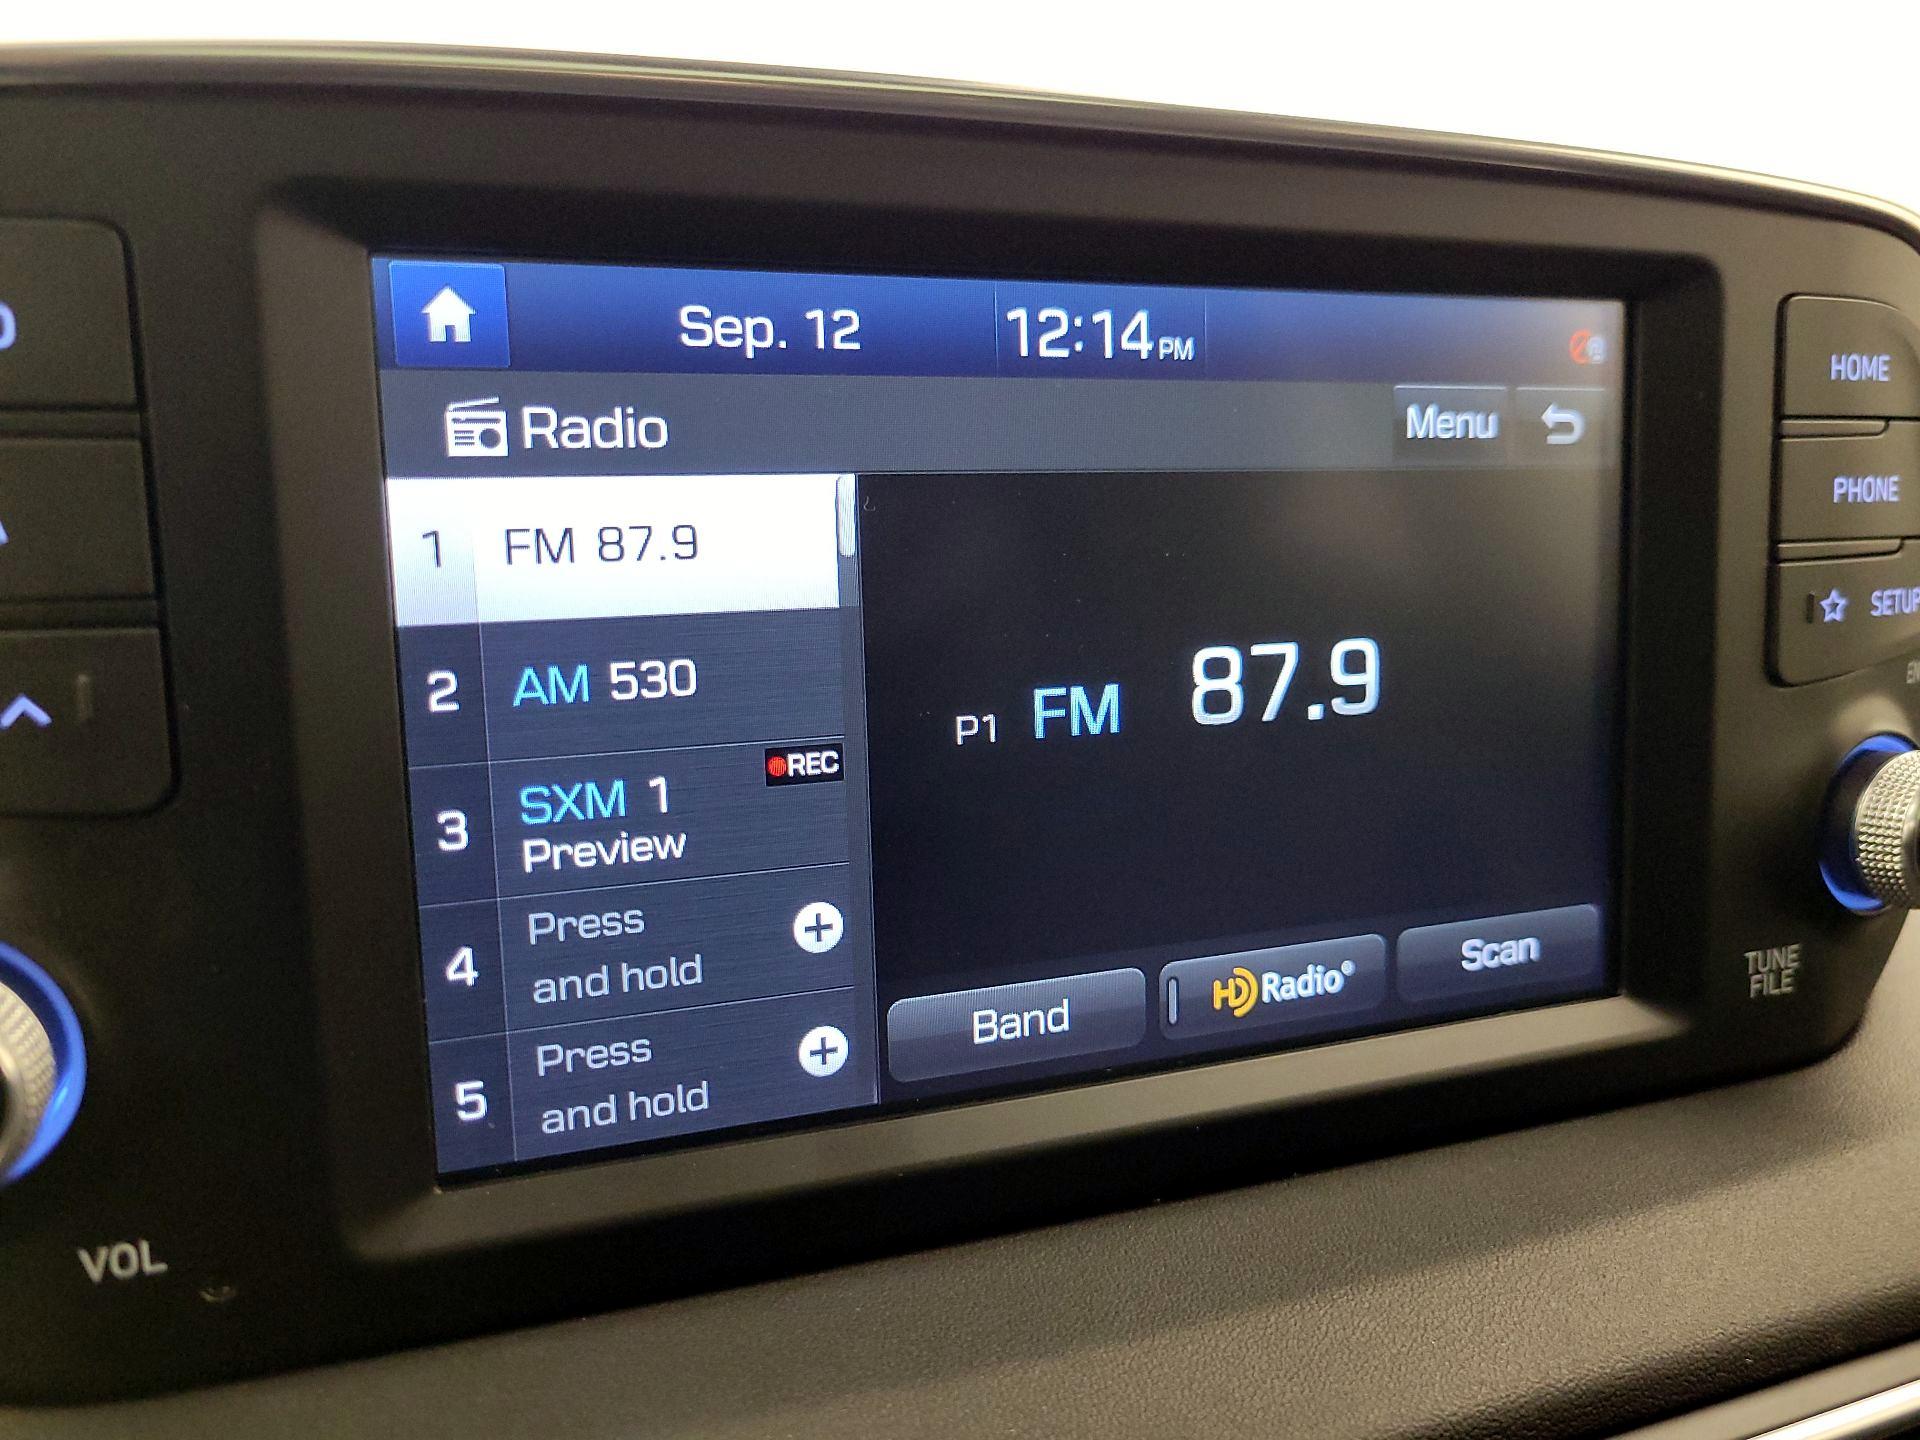 Sep. 12
12:14 PM
Radio
Menu
1 FM 87.9
2 AM 530
REC
3 SXM 1
Preview
4 Press
and hold
5 Press
and hold
P1 FM 87.9
Band
HD Radio®
Scan
HOME
PHONE
SETUP
TUNE
FILE
VOL